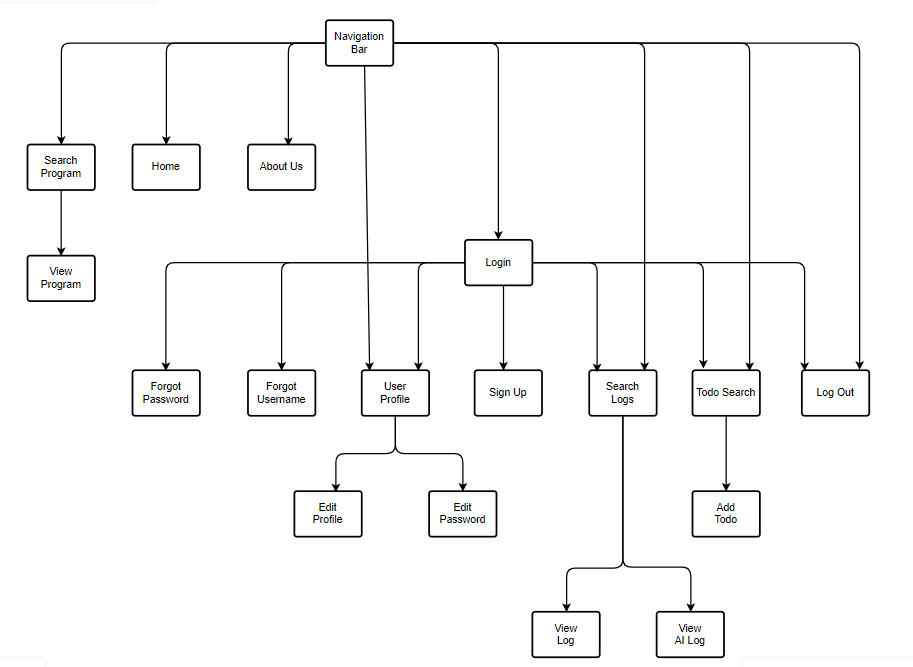 Navigation
Bar
Search
Program
Home
About Us
View
Program
Login
Forgot
Password
Forgot
Username
User
Profile
Sign Up
Search
Logs
Todo Search
Log Out
Edit
Profile
Edit
Password
Add
Todo
View
Log
View
AI Log